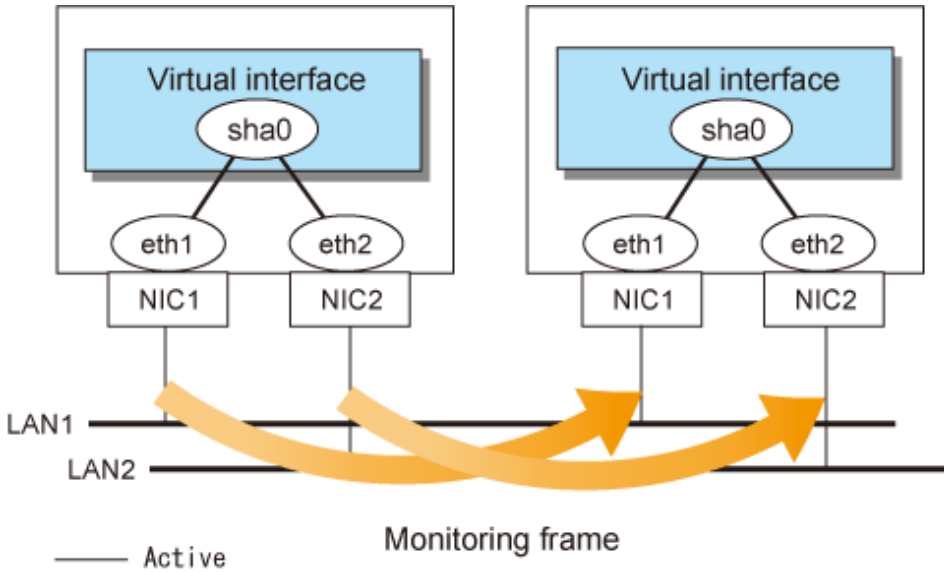 Virtual interface
sha0
eth1
eth2
NIC1
NIC2
Virtual interface
sha0
eth1
eth2
NIC1
NIC2
LAN1
LAN2
Monitoring frame
Active